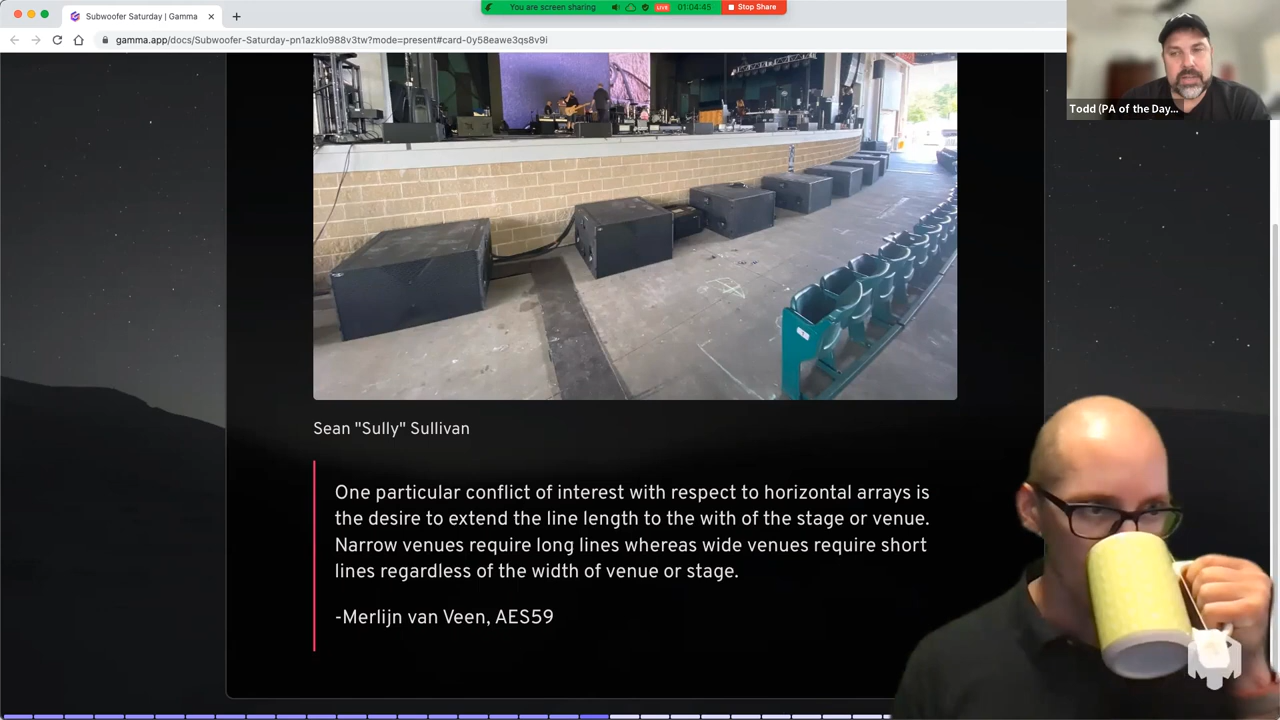 Subwoofer Saturday | Gamma
You are screen sharing
LIVE
01:04:45
Stop Share
gamma.app/docs/Subwoofer-Saturday-pn1azklo988v3tw?mode=present#card-0y58eawe3qs8v9i
Todd (PA of the Day...
Sean "Sully" Sullivan
One particular conflict of interest with respect to horizontal arrays is
the desire to extend the line length to the with of the stage or venue.
Narrow venues require long lines whereas wide venues require short
lines regardless of the width of venue or stage.
-Merlijn van Veen, AES59